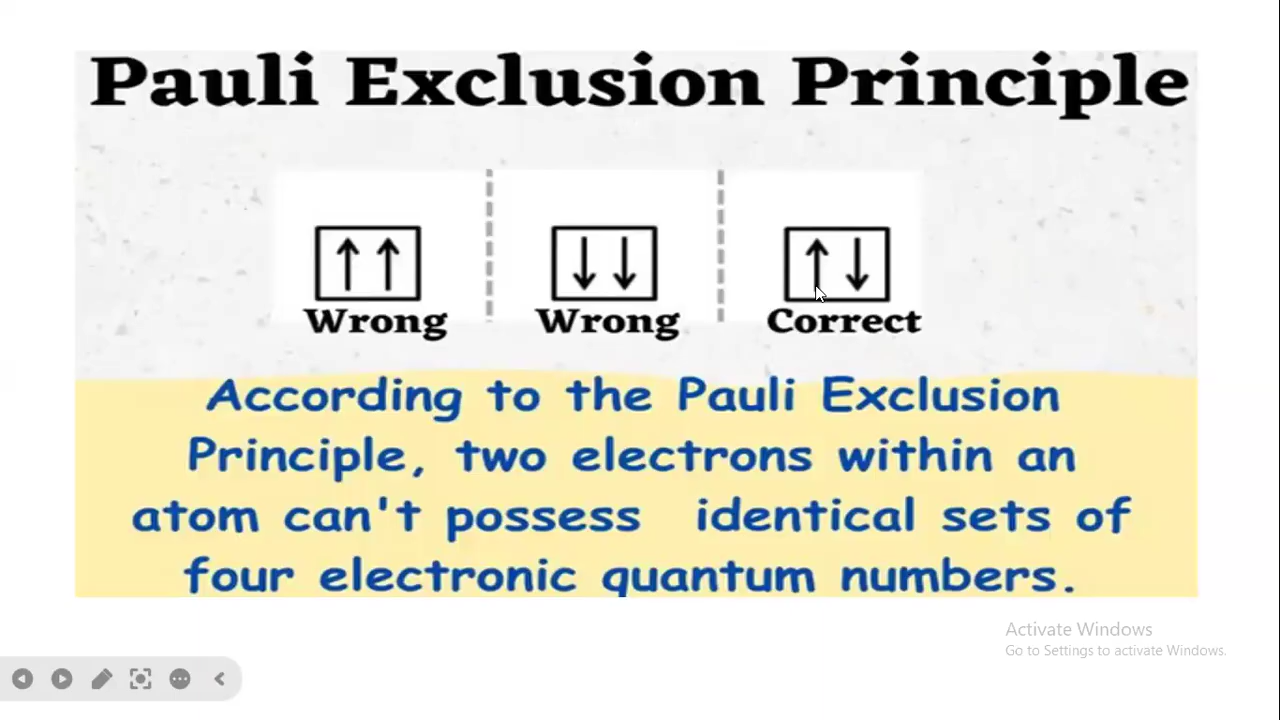 Pauli Exclusion Principle
Wrong Wrong Correct
According to the Pauli Exclusion
Principle, two electrons within an
atom can't possess identical sets of
four electronic quantum numbers.
Activate Windows
Go to Settings to activate Windows.